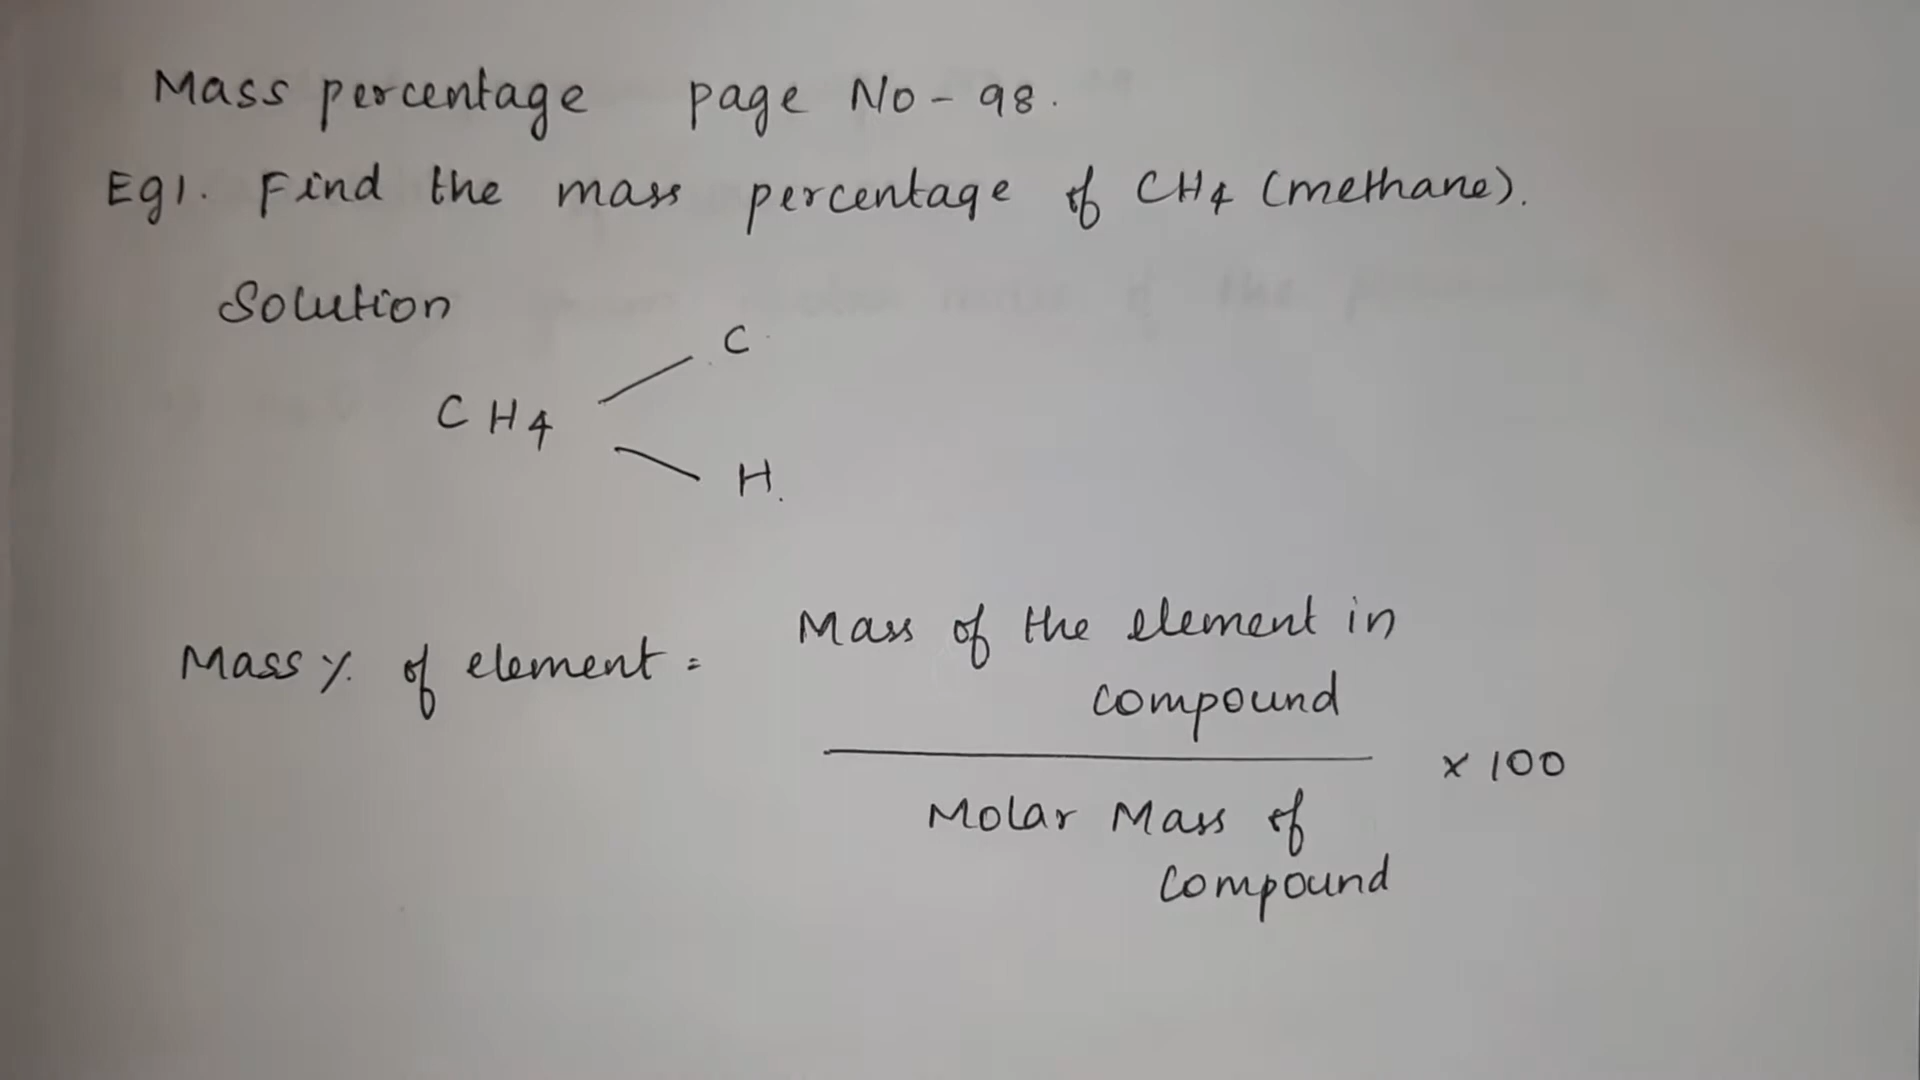 Mass percentage page No - 98.
Eg1. Find the mass percentage of CH4 (methane).
Solution
C
CH4
H.
Mass of the element in
Mass % of element =
compound
x 100
Molar Mass of
compound